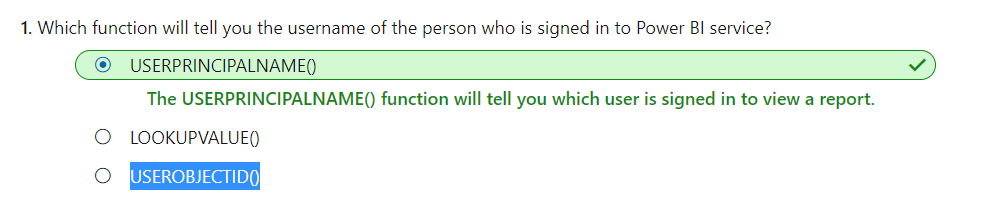 1. Which function will tell you the username of the person who is signed in to Power BI service?
USERPRINCIPALNAME()
The USERPRINCIPALNAME() function will tell you which user is signed in to view a report.
LOOKUPVALUE()
USEROBJECTID()